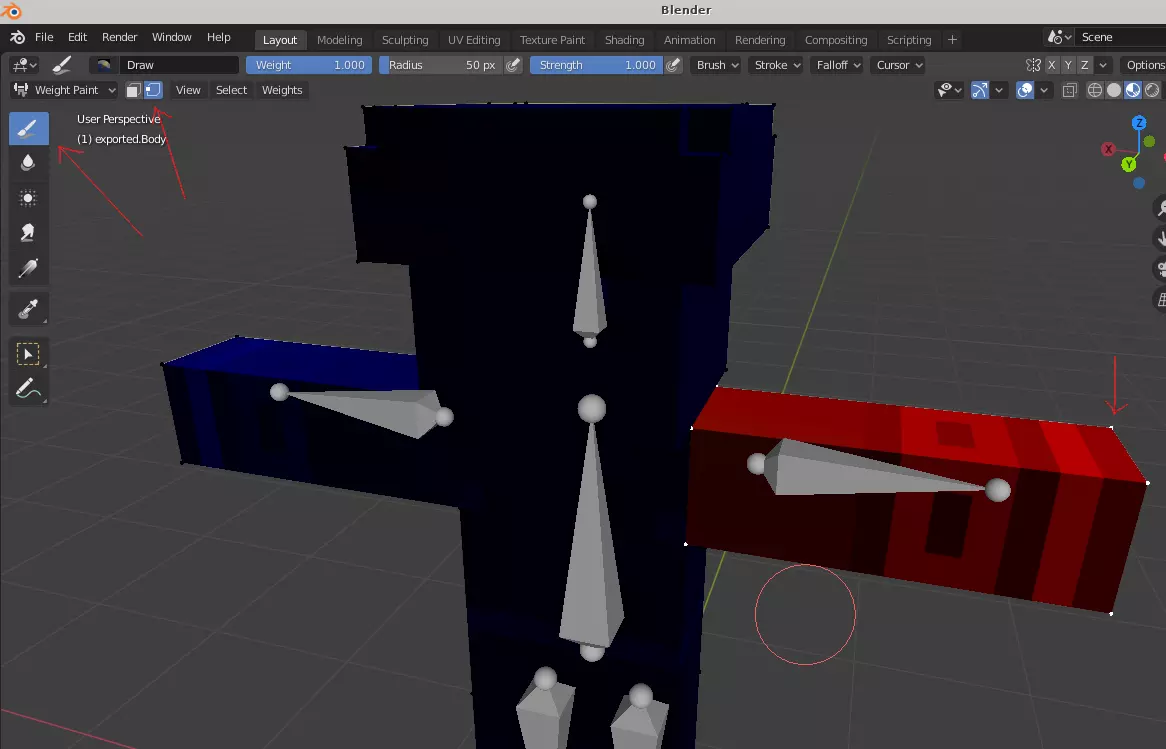 Blender
File Edit Render Window Help Layout Modeling Sculpting UV Editing Texture Paint Shading Animation Rendering Compositing Scripting + Scene
Draw Weight 1.000 Radius 50 px Strength 1.000 Brush Stroke Falloff Cursor X Y Z Options
Weight Paint View Select Weights
User Perspective
(1) exported.Body
Z
X
Y